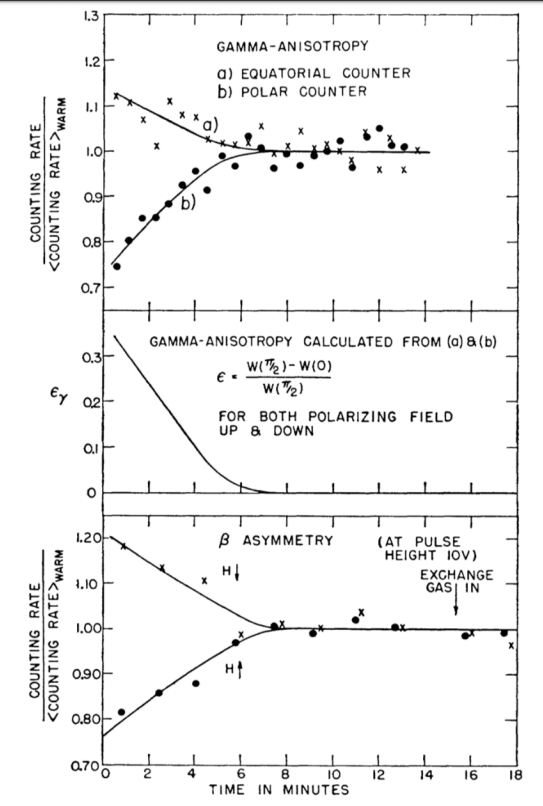 1.3
GAMMA-ANISOTROPY
1.2
a) EQUATORIAL COUNTER
b) POLAR COUNTER
1.1
a)
1.0
COUNTING RATE
<COUNTING RATE>WARM
0.9
b)
0.8
0.7
GAMMA-ANISOTROPY CALCULATED FROM (a) & (b)
0.3
ϵ = W(π/2) - W(0)
W(π/2)
ϵγ
0.2
FOR BOTH POLARIZING FIELD
UP & DOWN
0.1
0
β ASYMMETRY
(AT PULSE
HEIGHT 10V)
1.20
H↓
EXCHANGE
GAS IN
1.10
1.00
COUNTING RATE
<COUNTING RATE>WARM
0.90
H↑
0.80
0.70
0 2 4 6 8 10 12 14 16 18
TIME IN MINUTES